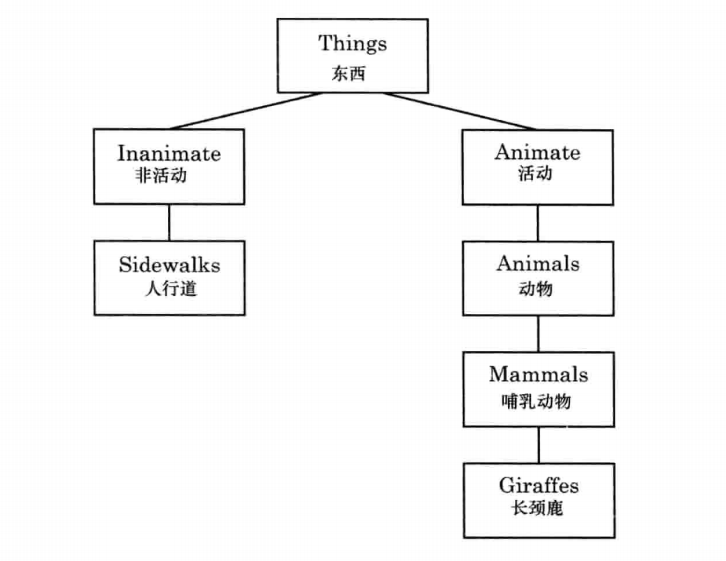 Things
东西
Inanimate
非活动
Animate
活动
Sidewalks
人行道
Animals
动物
Mammals
哺乳动物
Giraffes
长颈鹿